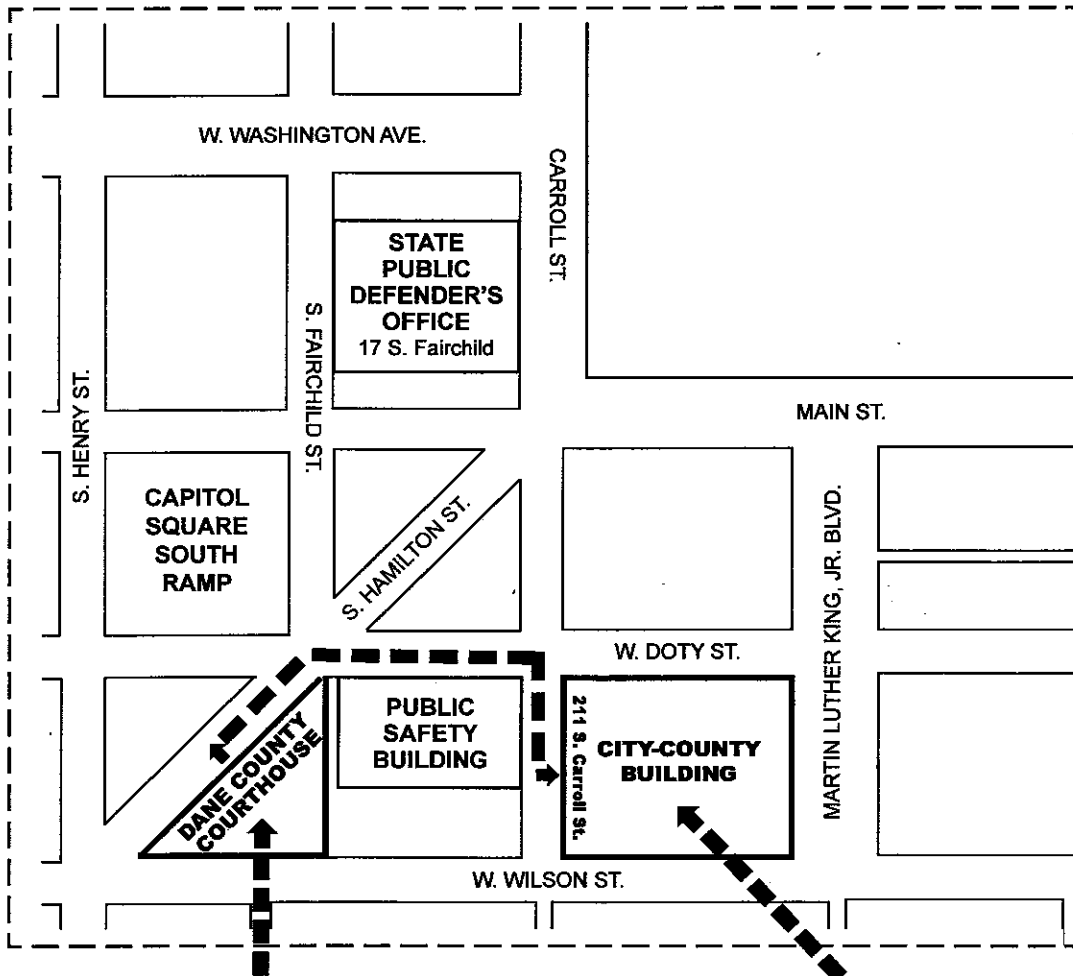 W. WASHINGTON AVE.
CARROLL ST.
STATE
PUBLIC
DEFENDER'S
OFFICE
17 S. Fairchild
S. FAIRCHILD ST.
S. HENRY ST.
MAIN ST.
CAPITOL
SQUARE
SOUTH
RAMP
S. HAMILTON ST.
MARTIN LUTHER KING, JR. BLVD.
W. DOTY ST.
DANE COUNTY
COURTHOUSE
PUBLIC
SAFETY
BUILDING
211 S. Carroll St.
CITY-COUNTY
BUILDING
W. WILSON ST.